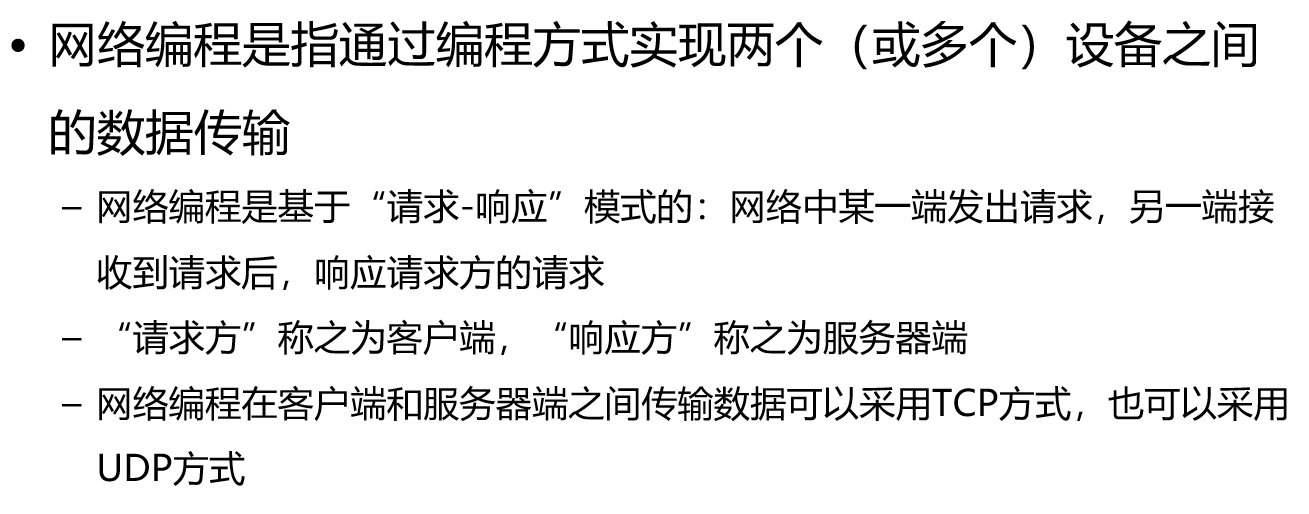 • 网络编程是指通过编程方式实现两个（或多个）设备之间
的数据传输
– 网络编程是基于“请求-响应”模式的：网络中某一端发出请求，另一端接
收到请求后，响应请求方的请求
– “请求方”称之为客户端，“响应方”称之为服务器端
– 网络编程在客户端和服务器端之间传输数据可以采用TCP方式，也可以采用
UDP方式